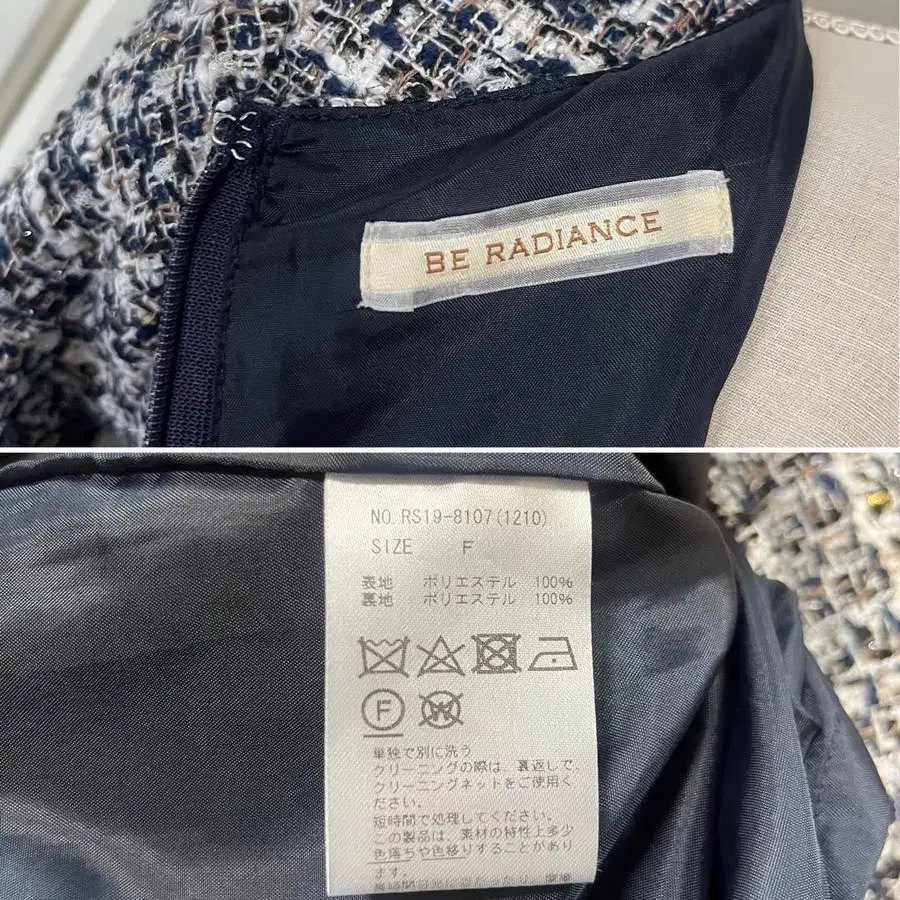 BE RADIANCE
NO.RS19-8107(1210)
SIZE F
表地 ポリエステル 100%
裏地 ポリエステル 100%
F
W
単独で別に洗う
クリーニングの際は、裏返しで、
クリーニングネットをご使用く
ださい。
短時間で処理してください。
この製品は、素材の特性上多少
色落ちや色移りすることがあり
ます。